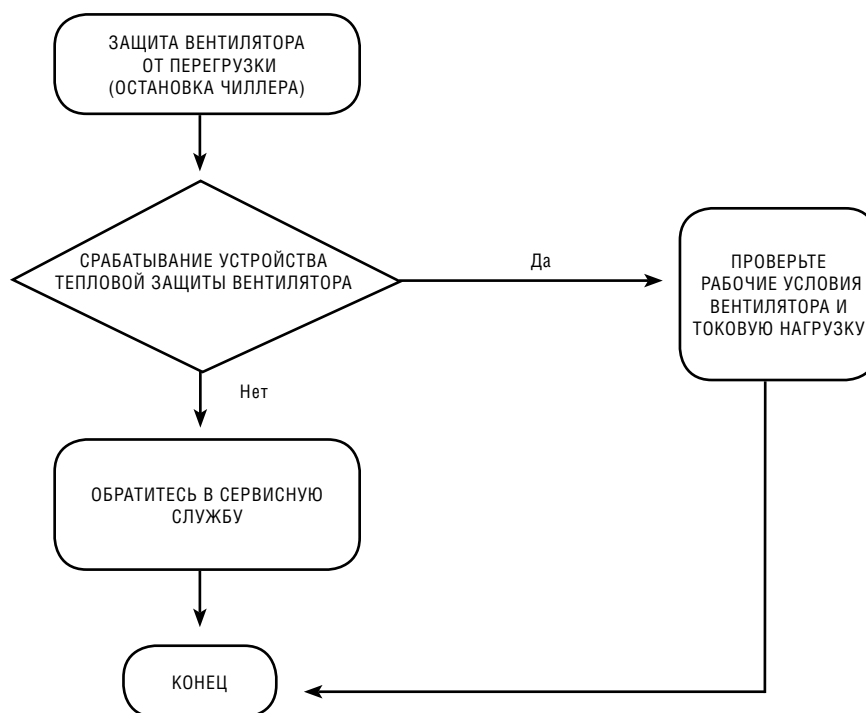 ЗАЩИТА ВЕНТИЛЯТОРА
ОТ ПЕРЕГРУЗКИ
(ОСТАНОВКА ЧИЛЛЕРА)
СРАБАТЫВАНИЕ УСТРОЙСТВА
ТЕПЛОВОЙ ЗАЩИТЫ ВЕНТИЛЯТОРА
Да
ПРОВЕРЬТЕ
РАБОЧИЕ УСЛОВИЯ
ВЕНТИЛЯТОРА И
ТОКОВУЮ НАГРУЗКУ
Нет
ОБРАТИТЕСЬ В СЕРВИСНУЮ
СЛУЖБУ
КОНЕЦ